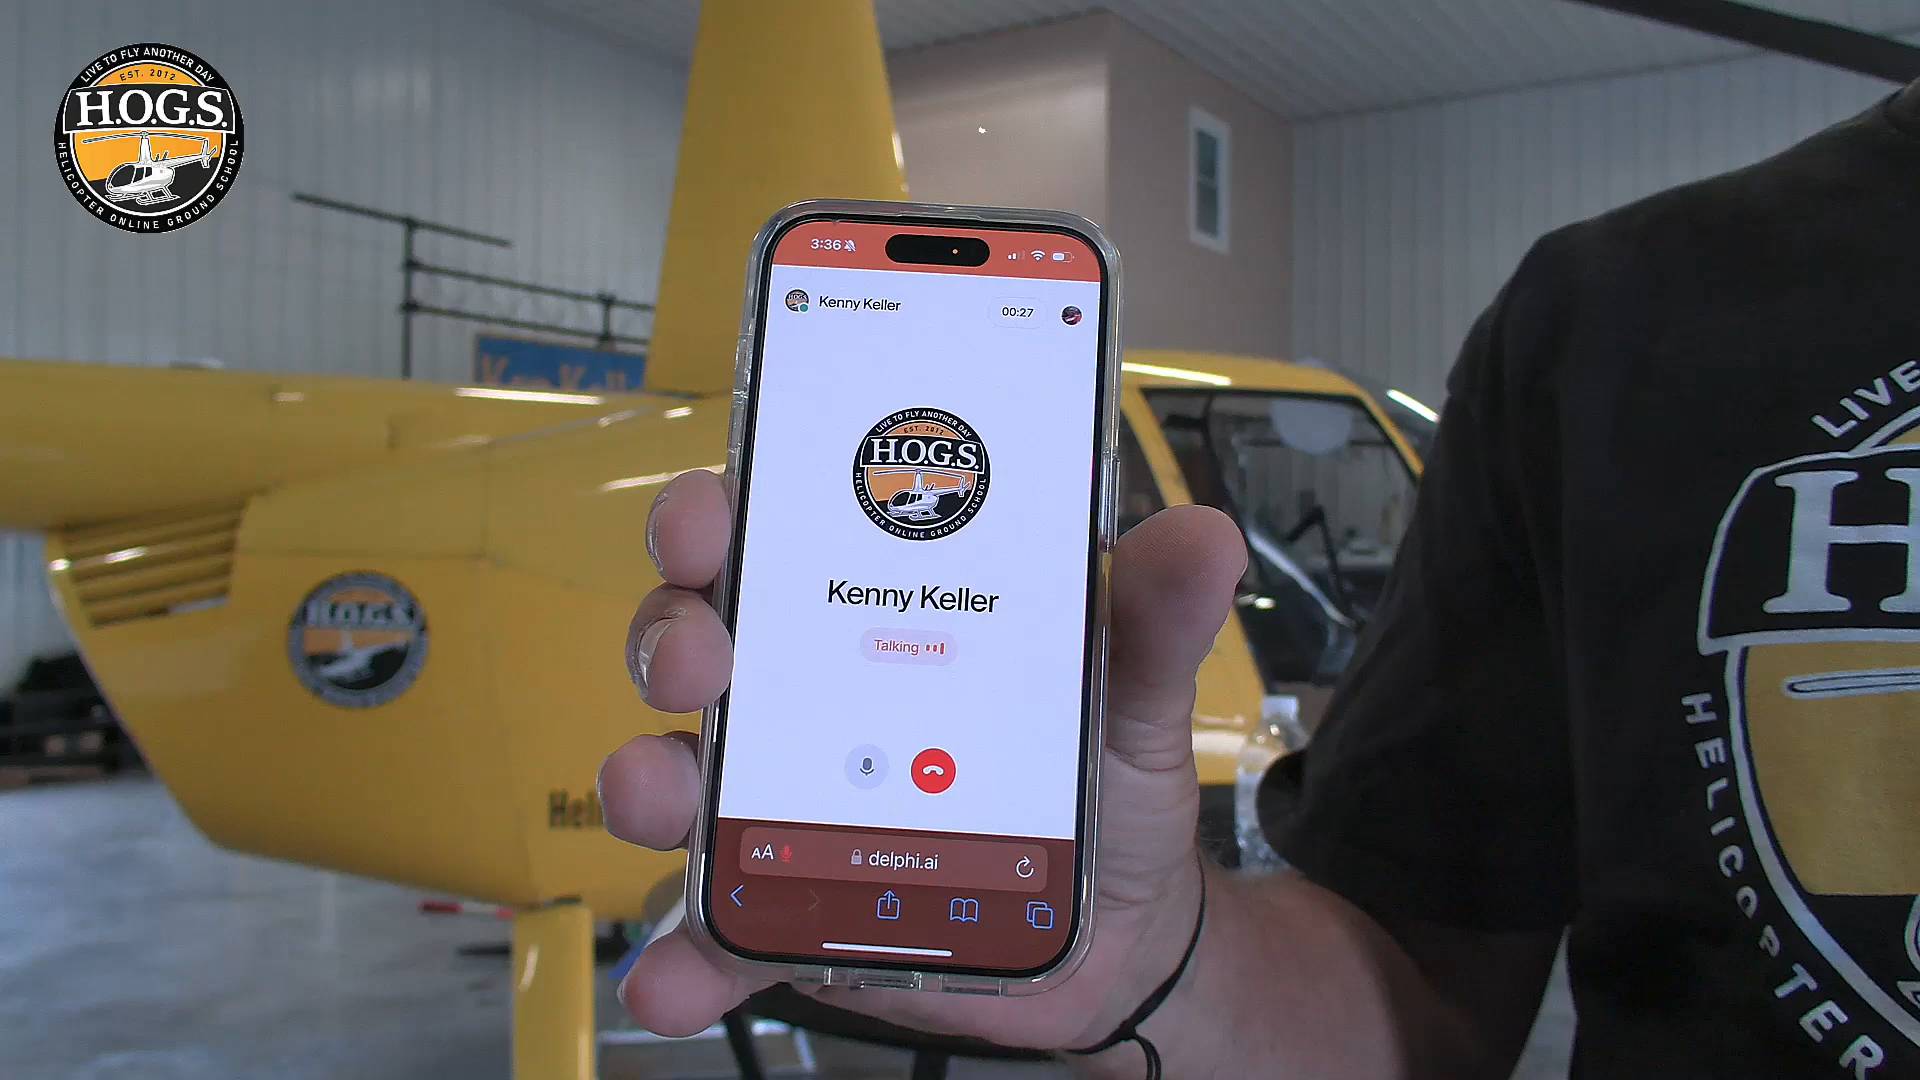 LIVE TO FLY ANOTHER DAY
EST. 2012
H.O.G.S.
HELICOPTER ONLINE GROUND SCHOOL
3:36
Kenny Keller
00:27
LIVE TO FLY ANOTHER DAY
EST. 2012
H.O.G.S.
HELICOPTER ONLINE GROUND SCHOOL
Kenny Keller
Talking
AA
delphi.ai
H.O.G.S.
Heli
LIVE
H
HELICOPTER